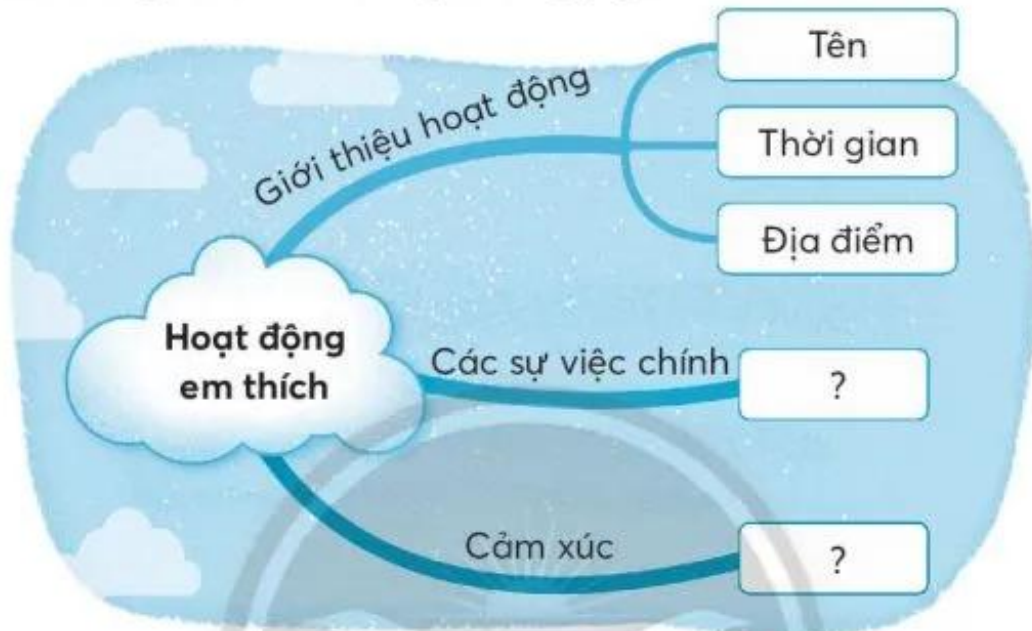 Giới thiệu hoạt động
Tên
Thời gian
Địa điểm
Hoạt động
em thích
Các sự việc chính
?
Cảm xúc
?